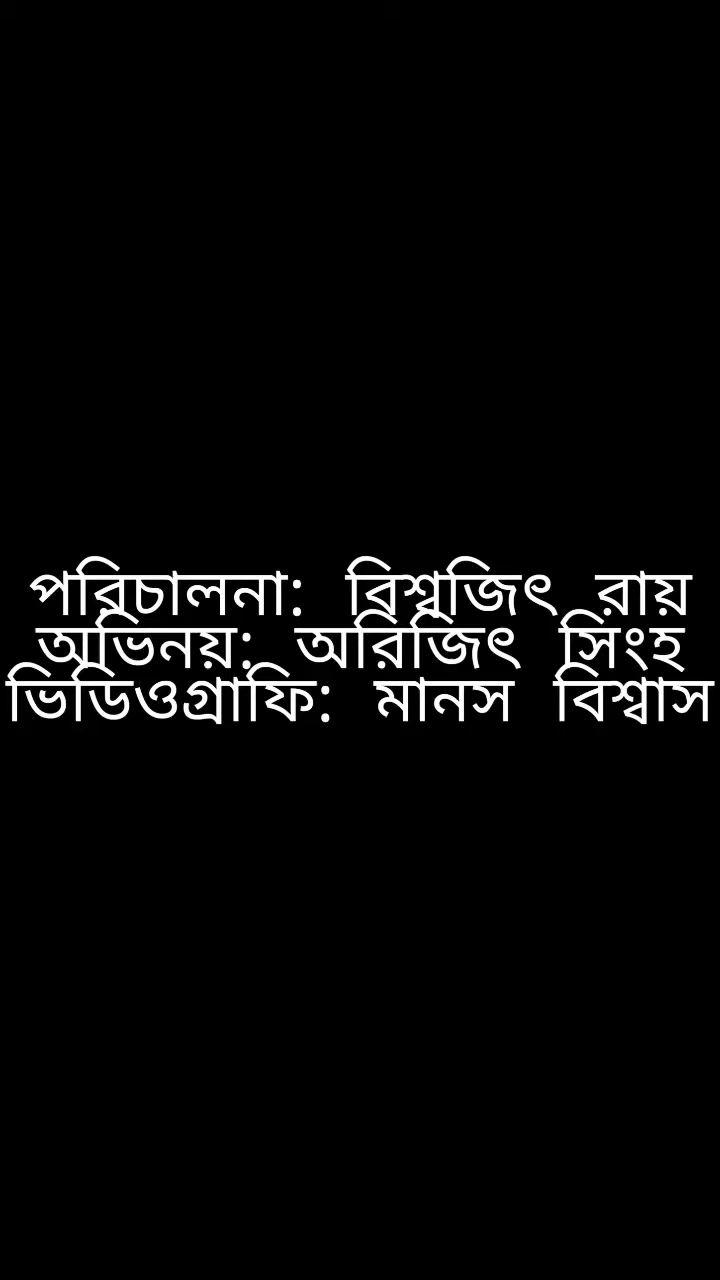 পরিচালনা: বিশ্বজিৎ রায়
অভিনয়: অরিজিৎ সিংহ
ভিডিওগ্রাফি: মানস বিশ্বাস